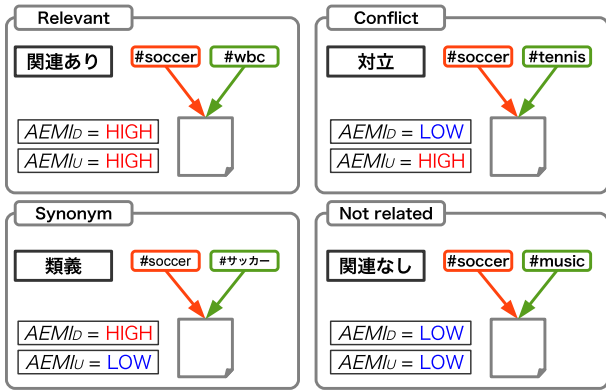 Relevant
関連あり
#soccer
#wbc
AEMID = HIGH
AEMIU = HIGH
Conflict
対立
#soccer
#tennis
AEMID = LOW
AEMIU = HIGH
Synonym
類義
#soccer
#サッカー
AEMID = HIGH
AEMIU = LOW
Not related
関連なし
#soccer
#music
AEMID = LOW
AEMIU = LOW